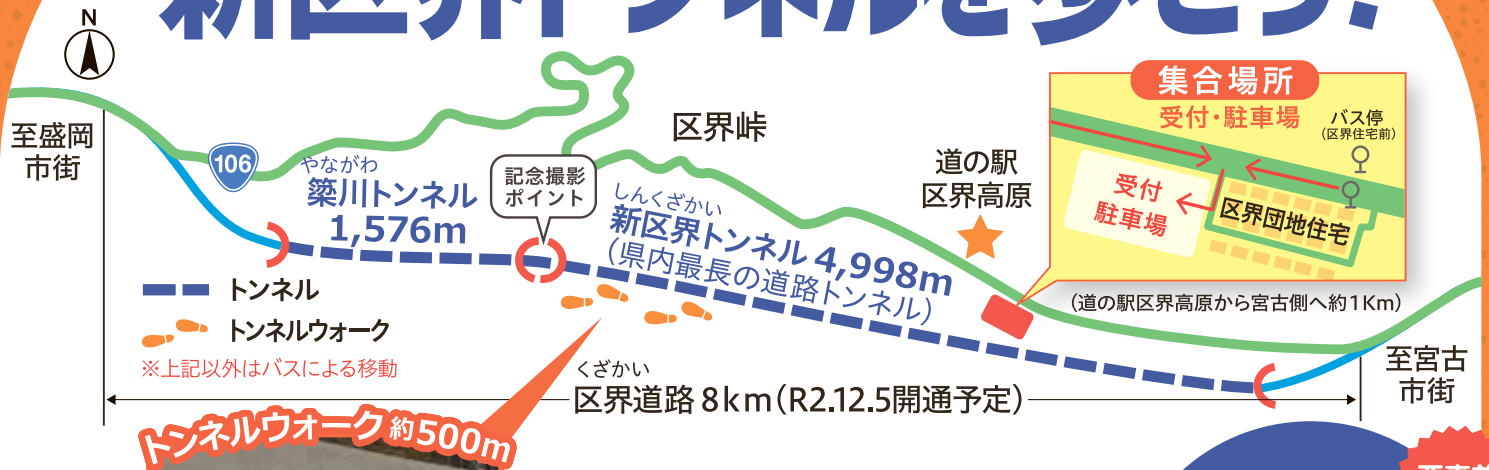 新区界トンネルを歩こう!
N
至盛岡
市街
106
やながわ
簗川トンネル
1,576m
記念撮影
ポイント
区界峠
しんくざかい
新区界トンネル 4,998m
(県内最長の道路トンネル)
道の駅
区界高原
集合場所
受付・駐車場
バス停
(区界住宅前)
受付
駐車場
区界団地住宅
(道の駅区界高原から宮古側へ約1Km)
トンネル
トンネルウォーク
※上記以外はバスによる移動
くざかい
区界道路 8km(R2.12.5開通予定)
至宮古
市街
トンネルウォーク 約500m